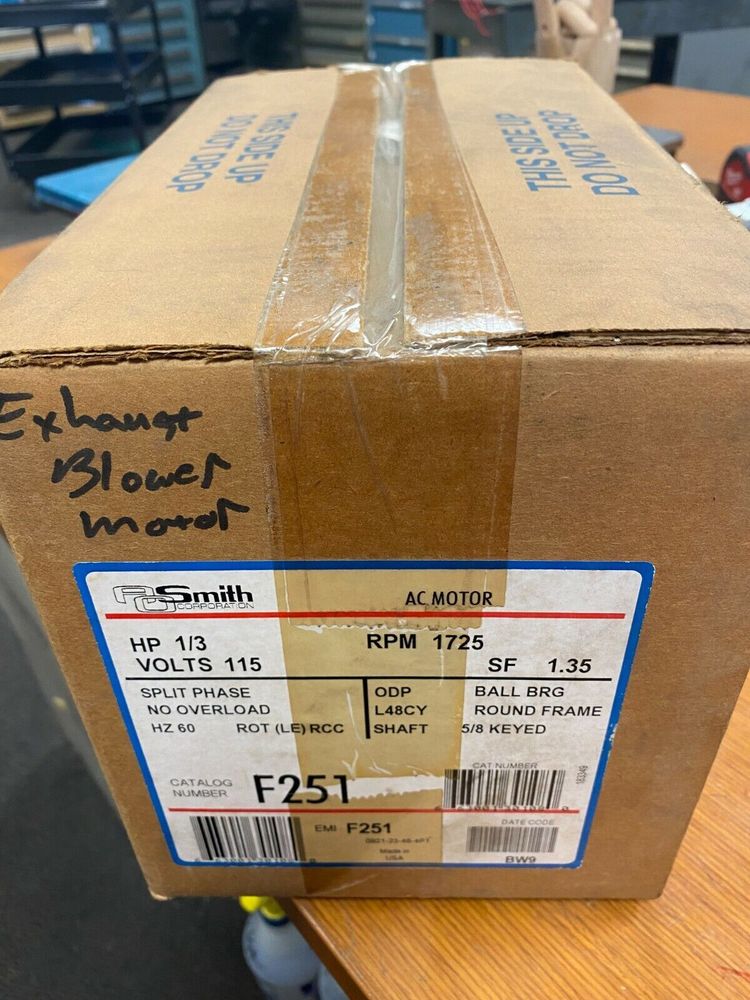 THIS SIDE UP
DO NOT DROP
THIS SIDE UP
DO NOT DROP
Exhaust
Blower
motor
AO Smith
CORPORATION
AC MOTOR
HP 1/3
RPM 1725
VOLTS 115
SF 1.35
SPLIT PHASE
ODP
BALL BRG
NO OVERLOAD
L48CY
ROUND FRAME
HZ 60
ROT (LE) RCC
SHAFT
5/8 KEYED
CAT NUMBER
CATALOG
NUMBER
F251
EMI F251
Made in
USA
DATE CODE
BW9